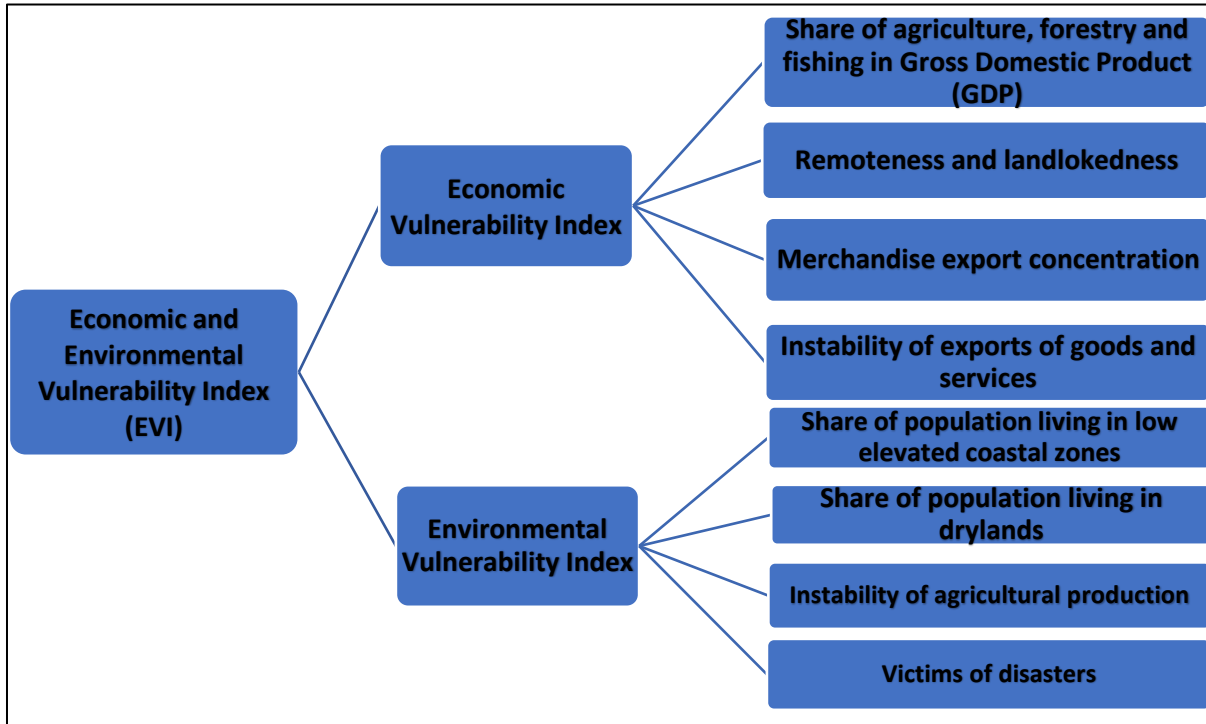 Economic and
Environmental
Vulnerability Index
(EVI)
Economic
Vulnerability Index
Environmental
Vulnerability Index
Share of agriculture, forestry and
fishing in Gross Domestic Product
(GDP)
Remoteness and landlokedness
Merchandise export concentration
Instability of exports of goods and
services
Share of population living in low
elevated coastal zones
Share of population living in
drylands
Instability of agricultural production
Victims of disasters